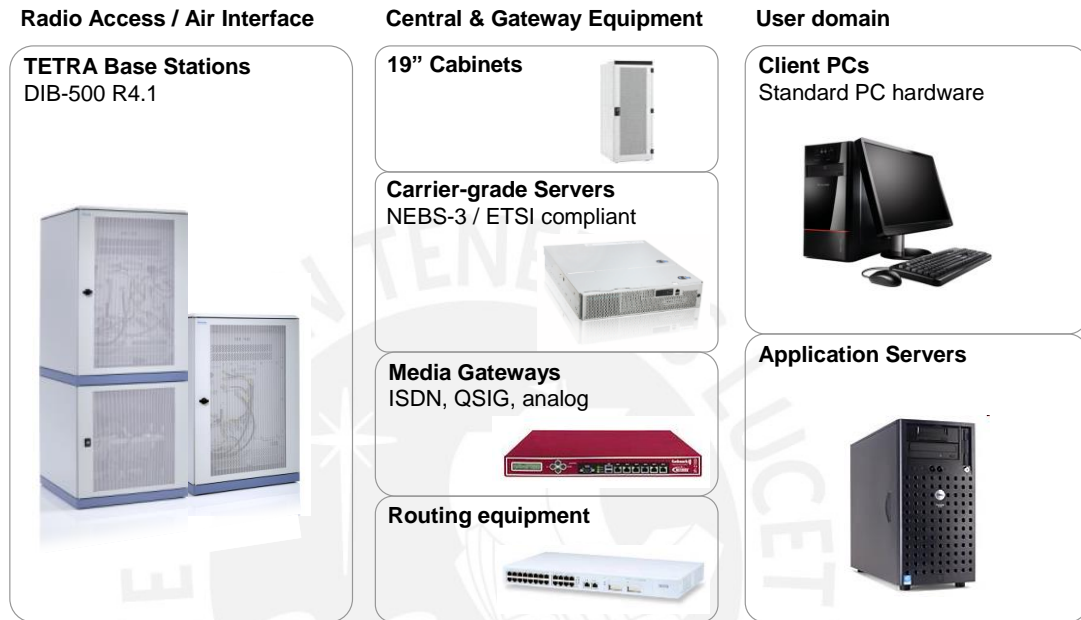 Radio Access / Air Interface
Central & Gateway Equipment
User domain
TETRA Base Stations
DIB-500 R4.1
19” Cabinets
Carrier-grade Servers
NEBS-3 / ETSI compliant
Media Gateways
ISDN, QSIG, analog
Routing equipment
Client PCs
Standard PC hardware
Application Servers